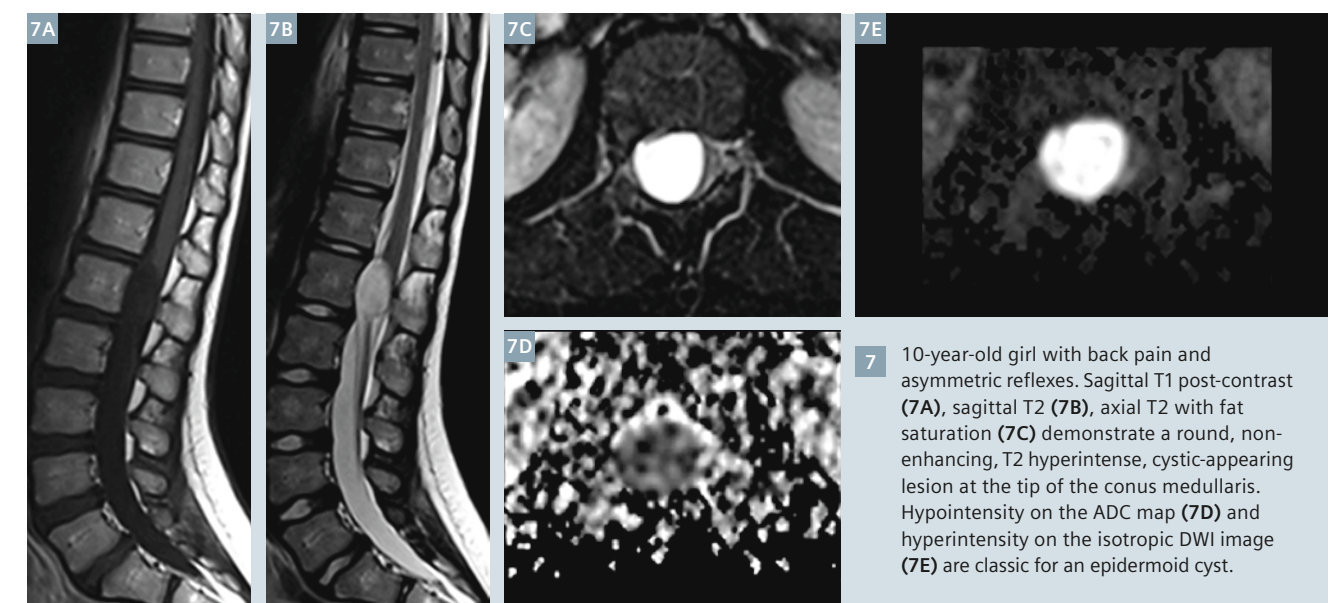 7A
7B
7C
7E
7D
7
10-year-old girl with back pain and
asymmetric reflexes. Sagittal T1 post-contrast
(7A), sagittal T2 (7B), axial T2 with fat
saturation (7C) demonstrate a round, non-
enhancing, T2 hyperintense, cystic-appearing
lesion at the tip of the conus medullaris.
Hypointensity on the ADC map (7D) and
hyperintensity on the isotropic DWI image
(7E) are classic for an epidermoid cyst.